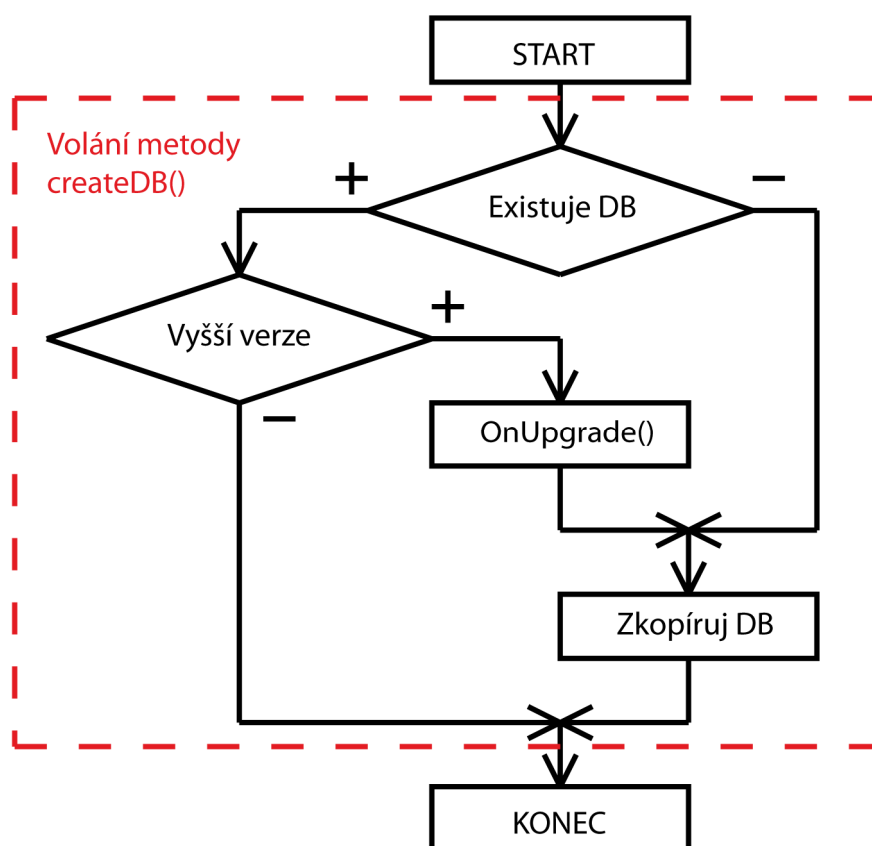 START
Volání metody
createDB()
+
−
Existuje DB
+
Vyšší verze
−
OnUpgrade()
Zkopíruj DB
KONEC